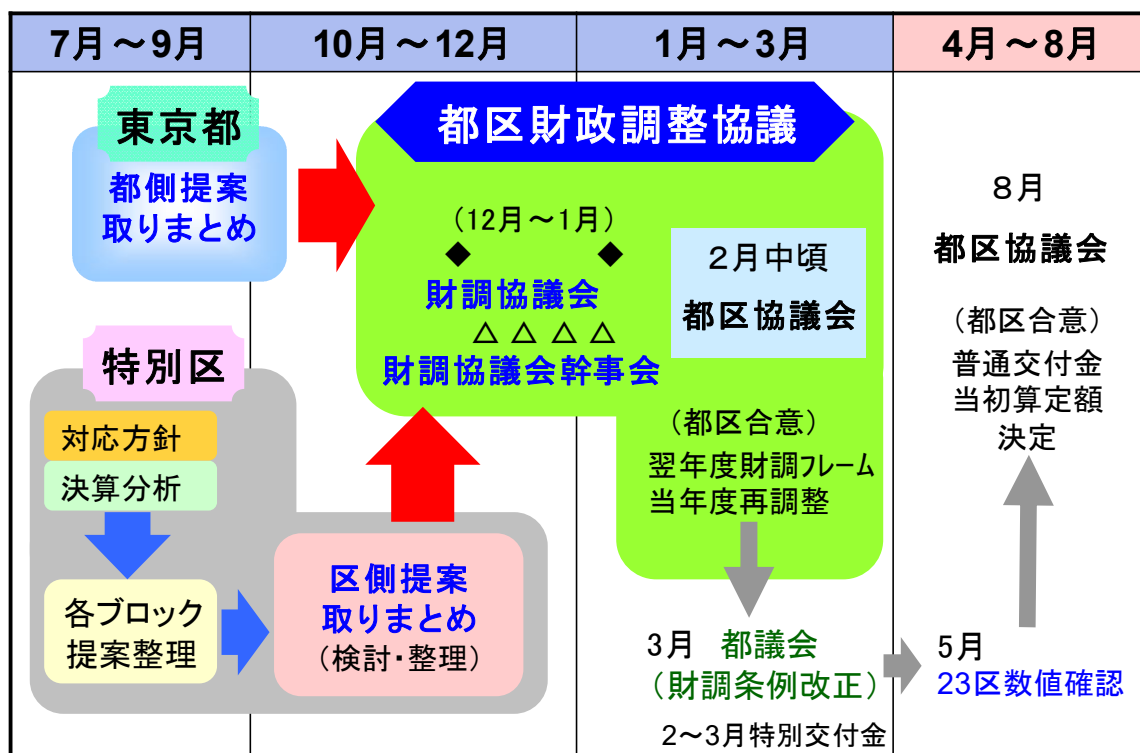 7月～9月
10月～12月
1月～3月
4月～8月
東京都
都側提案
取りまとめ
特別区
対応方針
決算分析
各ブロック
提案整理
区側提案
取りまとめ
（検討・整理）
都区財政調整協議
（12月～1月）
◆ ◆
財調協議会
△ △ △ △
財調協議会幹事会
２月中頃
都区協議会
（都区合意）
翌年度財調ﾌﾚｰﾑ
当年度再調整
3月 都議会
（財調条例改正）
2～3月特別交付金
5月
23区数値確認
８月
都区協議会
（都区合意）
普通交付金
当初算定額
決定